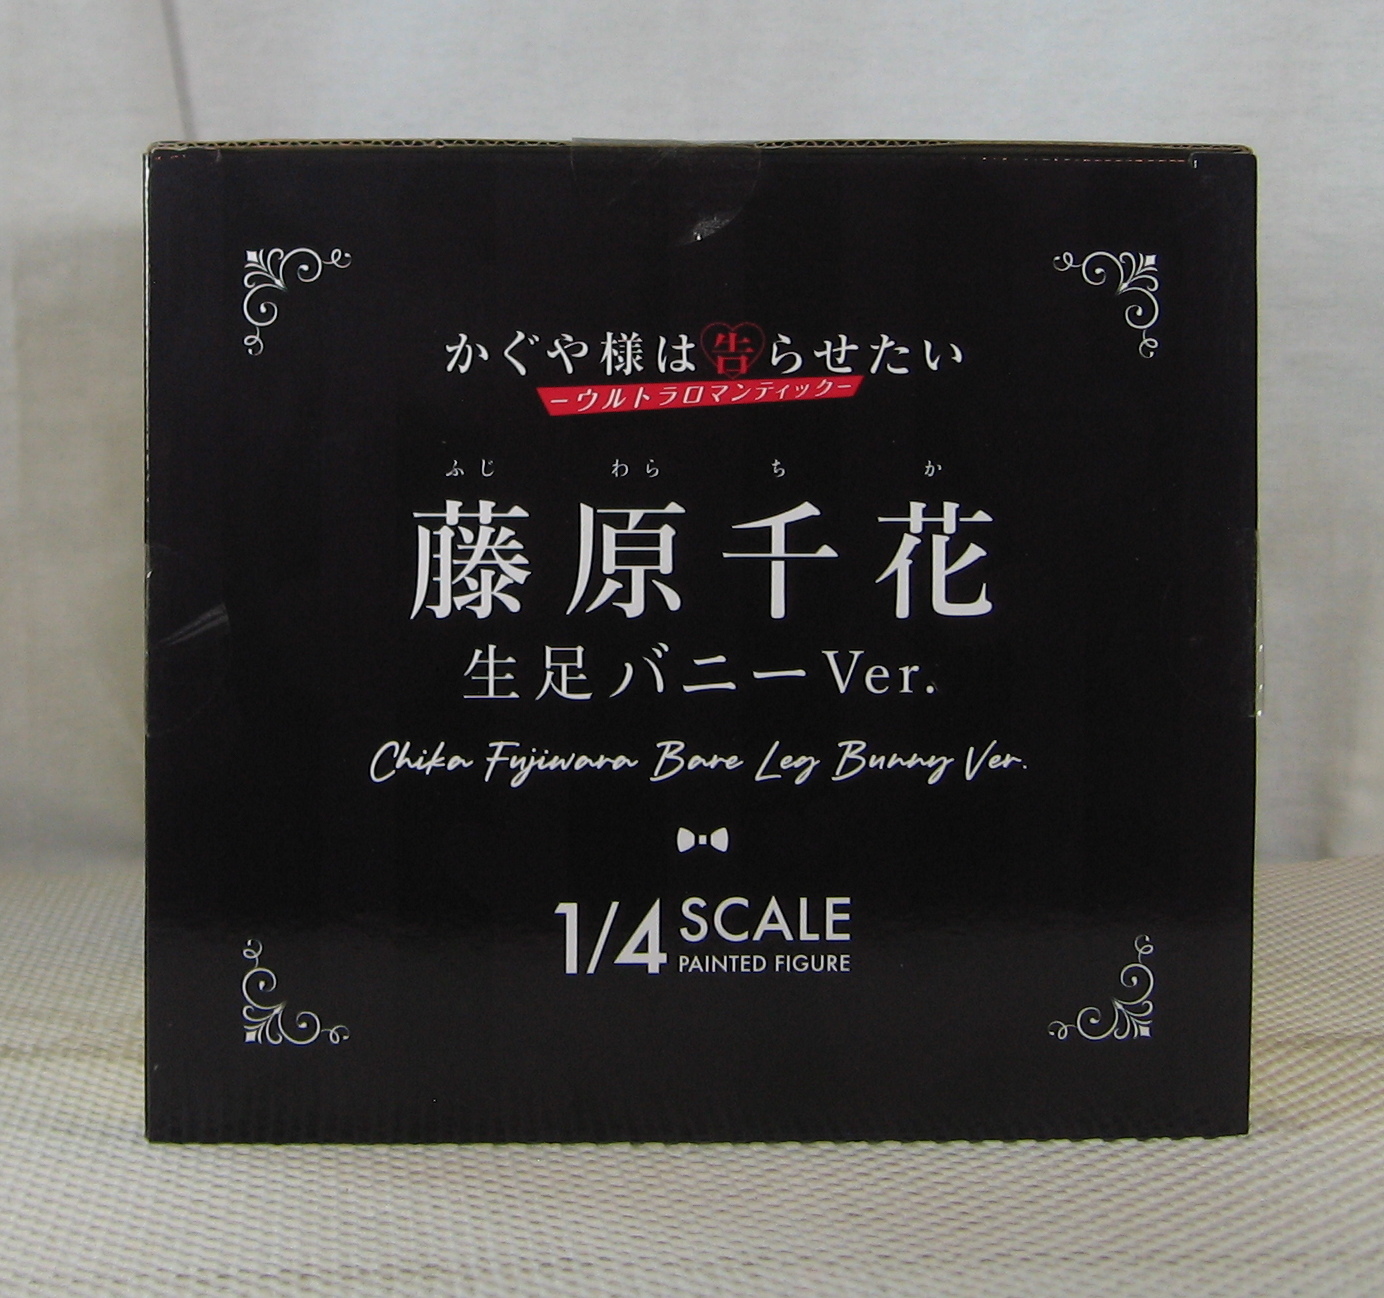 かぐや様は告らせたい
－ウルトラロマンティック－
ふじ わら ち か
藤原千花
生足バニーVer.
Chika Fujiwara Bare Leg Bunny Ver.
1/4 SCALE
PAINTED FIGURE